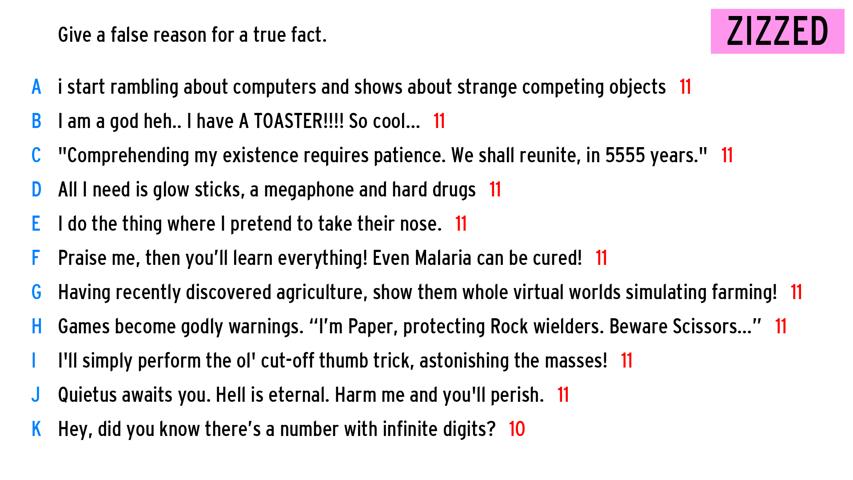 Give a false reason for a true fact.
ZIZZED
A i start rambling about computers and shows about strange competing objects 11
B I am a god heh.. I have A TOASTER!!!! So cool... 11
C "Comprehending my existence requires patience. We shall reunite, in 5555 years." 11
D All I need is glow sticks, a megaphone and hard drugs 11
E I do the thing where I pretend to take their nose. 11
F Praise me, then you’ll learn everything! Even Malaria can be cured! 11
G Having recently discovered agriculture, show them whole virtual worlds simulating farming! 11
H Games become godly warnings. “I’m Paper, protecting Rock wielders. Beware Scissors...” 11
I I'll simply perform the ol' cut-off thumb trick, astonishing the masses! 11
J Quietus awaits you. Hell is eternal. Harm me and you'll perish. 11
K Hey, did you know there’s a number with infinite digits? 10